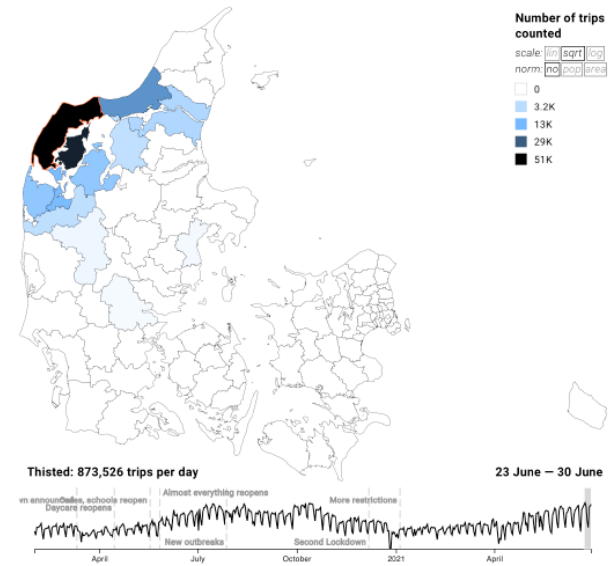 Number of trips
counted
scale: lin sqrt log
norm: no pop area
0
3.2K
13K
29K
51K
Thisted: 873,526 trips per day
23 June — 30 June
schools reopen
Daycare reopens
Almost everything reopens
More restrictions
New outbreaks
Second Lockdown
April
July
October
2021
April